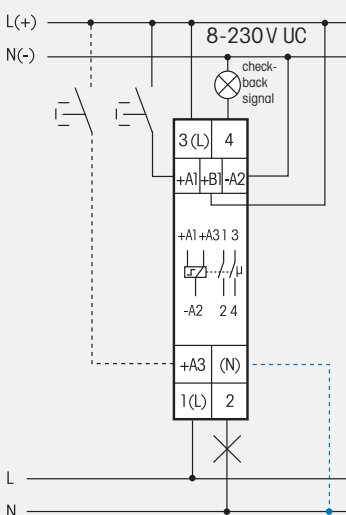 L(+)
8-230V UC
N(-)
check-
back
signal
3(L) 4
+A1 +B1 -A2
+A1 +A3 1 3
µ
-A2 2 4
+A3 (N)
1(L) 2
L
N